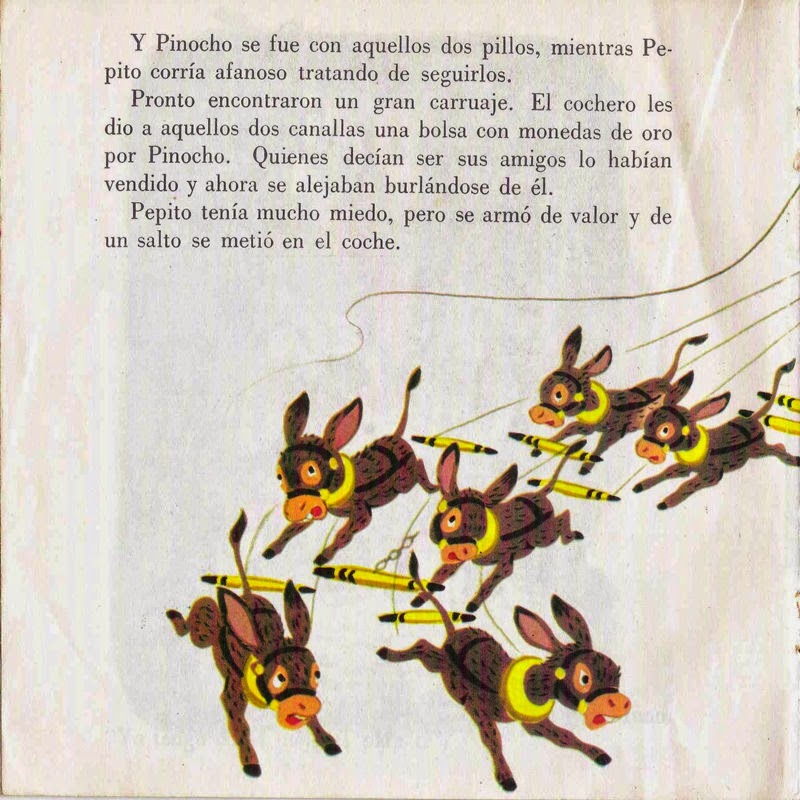 Y Pinocho se fue con aquellos dos pillos, mientras Pe-
pito corría afanoso tratando de seguirlos.
Pronto encontraron un gran carruaje. El cochero les
dio a aquellos dos canallas una bolsa con monedas de oro
por Pinocho. Quienes decían ser sus amigos lo habían
vendido y ahora se alejaban burlándose de él.
Pepito tenía mucho miedo, pero se armó de valor y de
un salto se metió en el coche.